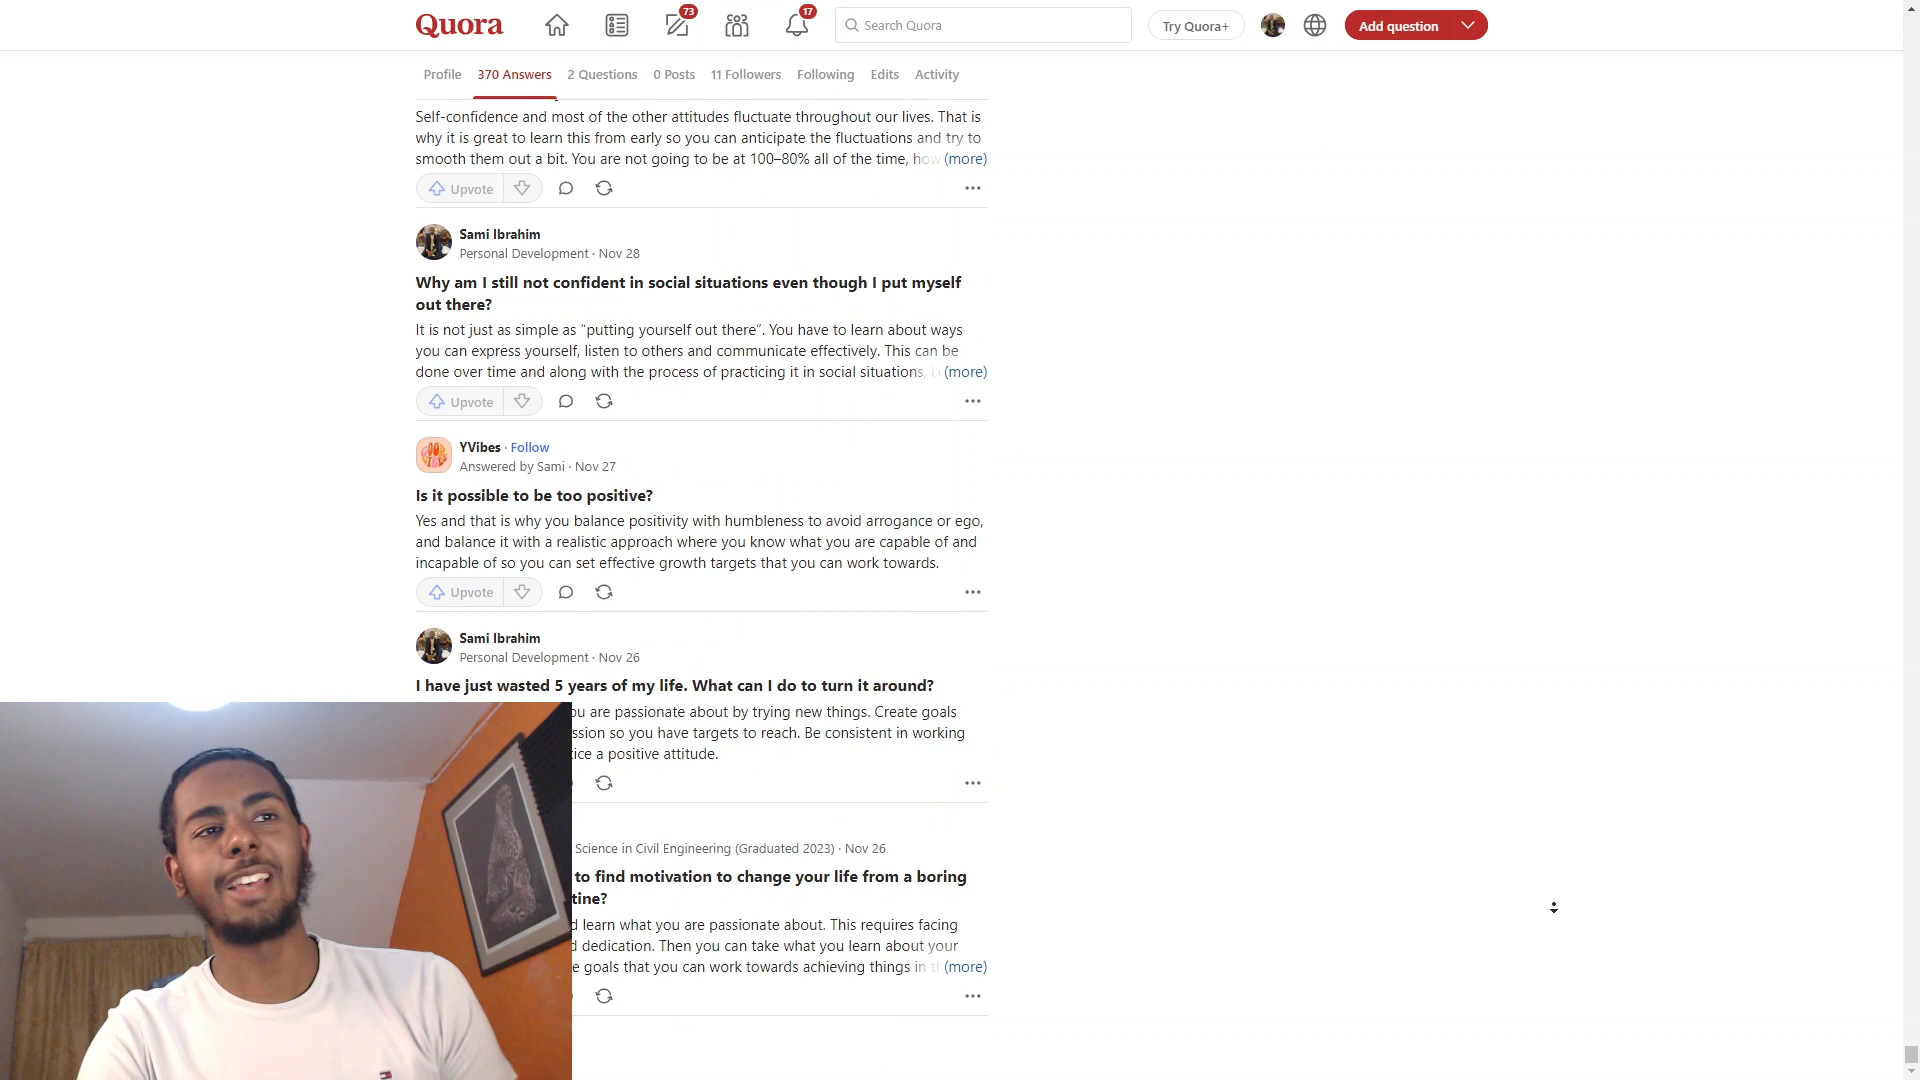 Quora
73
17
Search Quora
Try Quora+
Add question
Profile
370 Answers
2 Questions
0 Posts
11 Followers
Following
Edits
Activity
Self-confidence and most of the other attitudes fluctuate throughout our lives. That is
why it is great to learn this from early so you can anticipate the fluctuations and try to
smooth them out a bit. You are not going to be at 100–80% all of the time, how (more)
Upvote
Sami Ibrahim
Personal Development · Nov 28
Why am I still not confident in social situations even though I put myself
out there?
It is not just as simple as “putting yourself out there”. You have to learn about ways
you can express yourself, listen to others and communicate effectively. This can be
done over time and along with the process of practicing it in social situations, i. (more)
Upvote
YVibes · Follow
Answered by Sami · Nov 27
Is it possible to be too positive?
Yes and that is why you balance positivity with humbleness to avoid arrogance or ego,
and balance it with a realistic approach where you know what you are capable of and
incapable of so you can set effective growth targets that you can work towards.
Upvote
Sami Ibrahim
Personal Development · Nov 26
I have just wasted 5 years of my life. What can I do to turn it around?
are passionate about by trying new things. Create goals
so you have targets to reach. Be consistent in working
a positive attitude.
Science in Civil Engineering (Graduated 2023) · Nov 26
to find motivation to change your life from a boring
learn what you are passionate about. This requires facing
dedication. Then you can take what you learn about your
goals that you can work towards achieving things in (more)